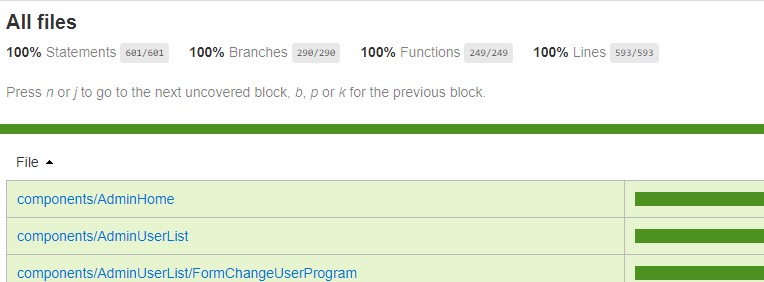 All files
100% Statements 601/601 100% Branches 290/290 100% Functions 249/249 100% Lines 593/593
Press n or j to go to the next uncovered block, b, p or k for the previous block.
File
components/AdminHome
components/AdminUserList
components/AdminUserList/FormChangeUserProgram